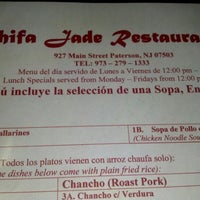 hifa Jade Restaura
927 Main Street Paterson, NJ 07503
TEL: 973 – 279 – 1333
Menu del día servido de Lunes a Viernes de 12:00 pm –
Lunch Specials served from Monday - Fridays from 12:00 pm
ú incluye la selección de una Sopa, En
allarines
1B. Sopa de Pollo
(Chicken Noodle Sou
Todos los platos vienen con arroz chaufa solo:
e dishes below come with plain fried rice):
Chancho (Roast Pork)
3A. Chancho c/ Verdura